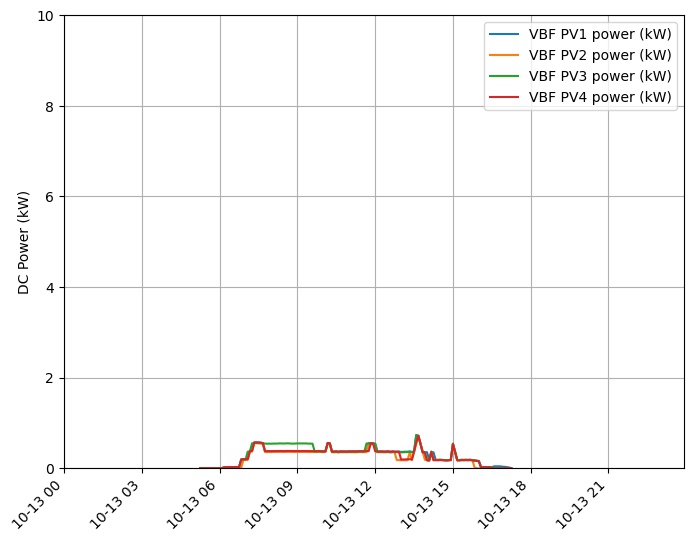 10
8
6
4
2
0
DC Power (kW)
VBF PV1 power (kW)
VBF PV2 power (kW)
VBF PV3 power (kW)
VBF PV4 power (kW)
10-13 00
10-13 03
10-13 06
10-13 09
10-13 12
10-13 15
10-13 18
10-13 21